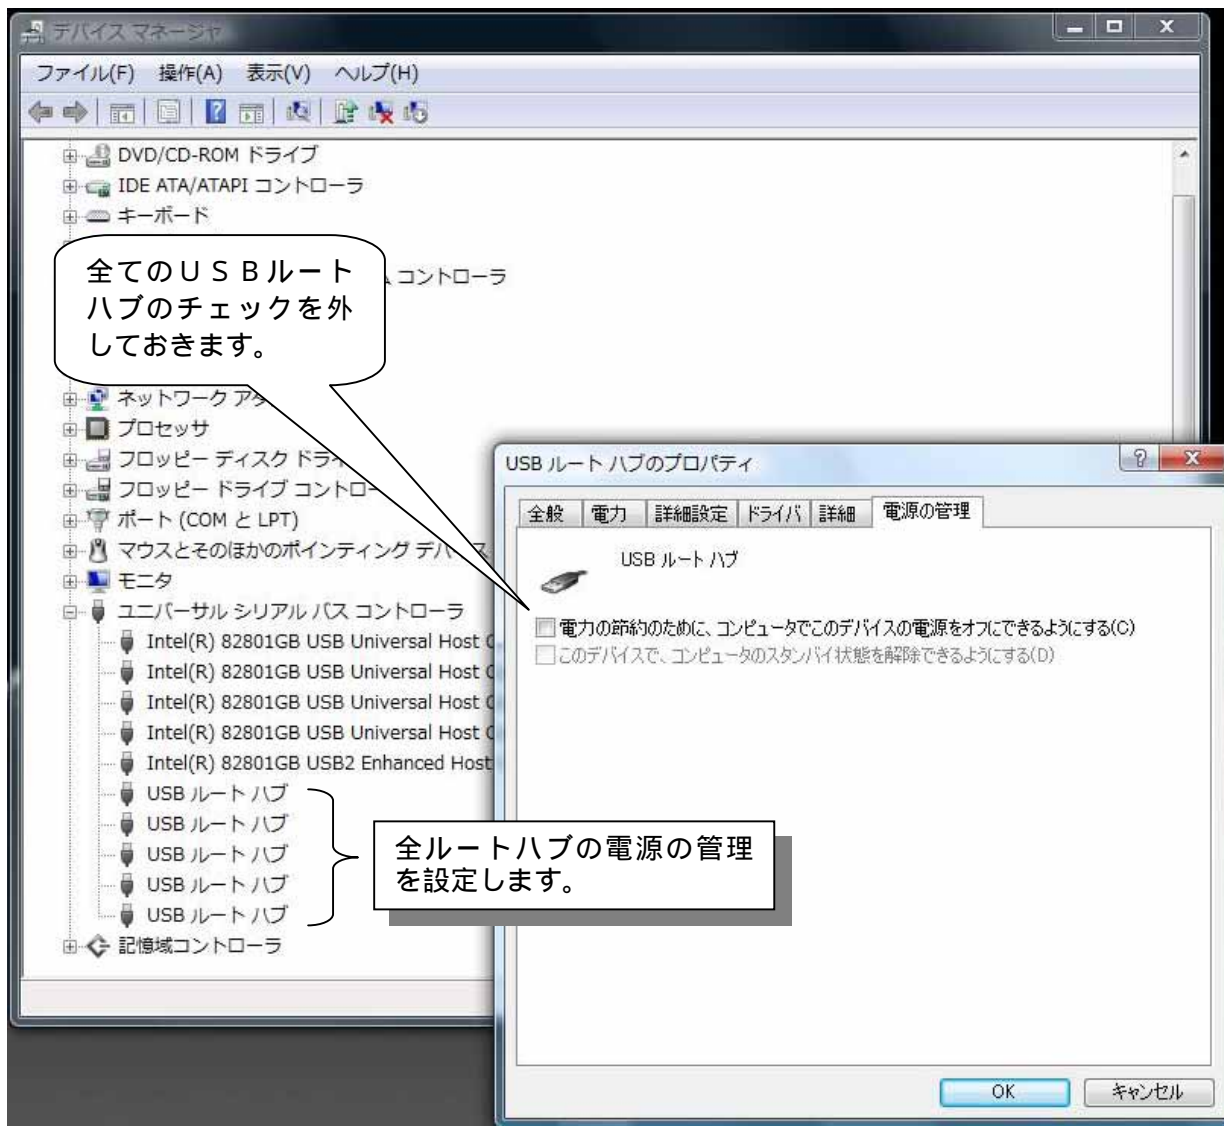 デバイス マネージャ
ファイル(F) 操作(A) 表示(V) ヘルプ(H)
DVD/CD-ROM ドライブ
IDE ATA/ATAPI コントローラ
キーボード
コントローラ
全てのUSBルート
ハブのチェックを外
しておきます。
ネットワーク アダ
プロセッサ
フロッピー ディスク ドライ
フロッピー ドライブ コントロー
ポート (COM と LPT)
マウスとそのほかのポインティング デバイス
モニタ
ユニバーサル シリアル バス コントローラ
Intel(R) 82801GB USB Universal Host C
Intel(R) 82801GB USB Universal Host C
Intel(R) 82801GB USB Universal Host C
Intel(R) 82801GB USB Universal Host C
Intel(R) 82801GB USB2 Enhanced Host
USB ルート ハブ
USB ルート ハブ
USB ルート ハブ
USB ルート ハブ
USB ルート ハブ
記憶域コントローラ
全ルートハブの電源の管理
を設定します。
USB ルート ハブのプロパティ
全般 電力 詳細設定 ドライバ 詳細 電源の管理
USB ルート ハブ
電力の節約のために、コンピュータでこのデバイスの電源をオフにできるようにする(C)
このデバイスで、コンピュータのスタンバイ状態を解除できるようにする(D)
OK キャンセル